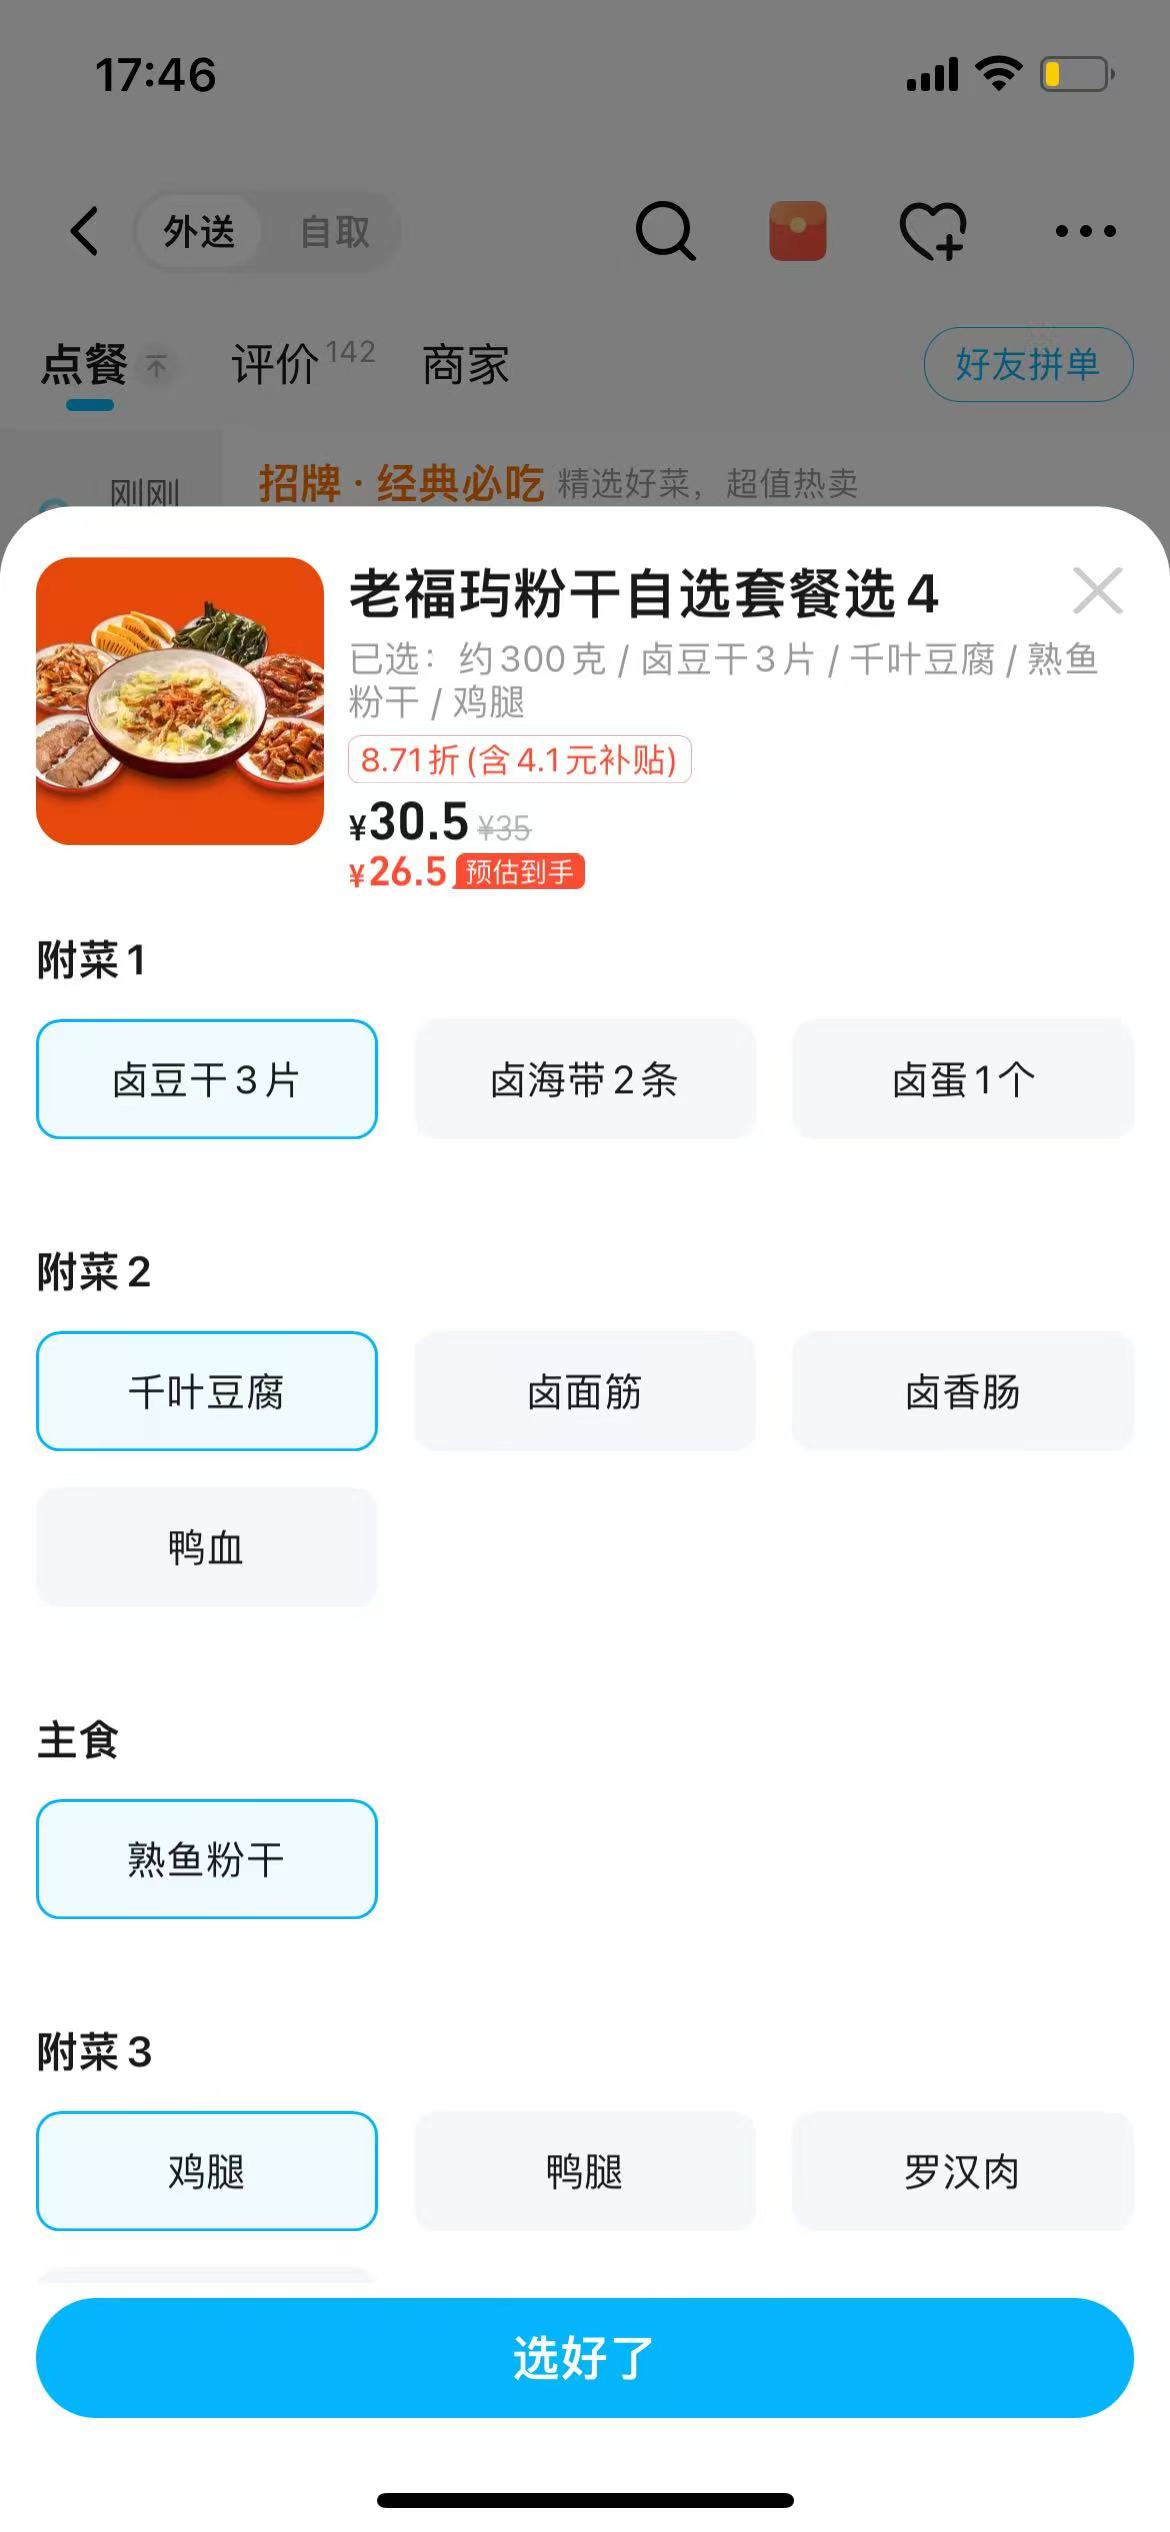 17:46
外送 自取
点餐 评价 142 商家 好友拼单
刚刚
招牌·经典必吃 精选好菜，超值热卖
老福玙粉干自选套餐选4
已选：约300克/卤豆干3片/千叶豆腐/熟鱼
粉干/鸡腿
8.71折(含4.1元补贴)
¥30.5 ¥35
¥26.5 预估到手
附菜1
卤豆干3片 卤海带2条 卤蛋1个
附菜2
千叶豆腐 卤面筋 卤香肠
鸭血
主食
熟鱼粉干
附菜3
鸡腿 鸭腿 罗汉肉
选好了